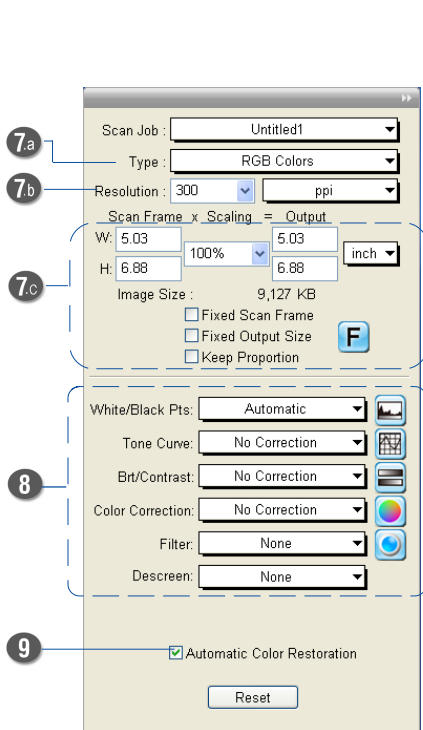 Scan Job : Untitled1
7.a
Type : RGB Colors
7.b
Resolution : 300 ppi
Scan Frame x Scaling = Output
W: 5.03 100% 5.03 inch
H: 6.88 6.88
7.c
Image Size : 9,127 KB
Fixed Scan Frame
Fixed Output Size F
Keep Proportion
White/Black Pts: Automatic
Tone Curve: No Correction
8
Brt/Contrast: No Correction
Color Correction: No Correction
Filter: None
Descreen: None
9
Automatic Color Restoration
Reset